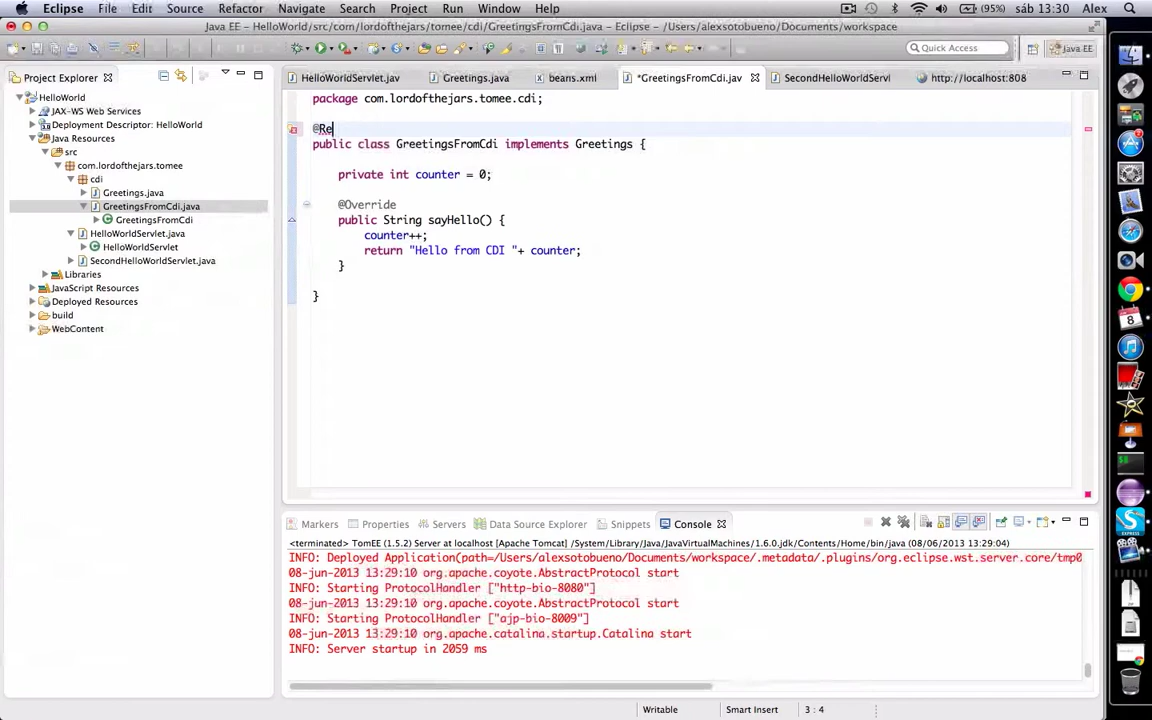 Eclipse File Edit Source Refactor Navigate Search Project Run Window Help (95%) sáb 13:30 Alex
Java EE - HelloWorld/src/com/lordofthejars/tomee/cdi/GreetingsFromCdi.java - Eclipse - /Users/alexsotobueno/Documents/workspace
Quick Access Java EE
Project Explorer
HelloWorld
JAX-WS Web Services
Deployment Descriptor: HelloWorld
Java Resources
src
com.lordofthejars.tomee
cdi
Greetings.java
GreetingsFromCdi.java
GreetingsFromCdi
HelloWorldServlet.java
HelloWorldServlet
SecondHelloWorldServlet.java
Libraries
JavaScript Resources
Deployed Resources
build
WebContent
HelloWorldServlet.jav Greetings.java beans.xml *GreetingsFromCdi.jav SecondHelloWorldServl http://localhost:808
package com.lordofthejars.tomee.cdi;
@Re
public class GreetingsFromCdi implements Greetings {
private int counter = 0;
@Override
public String sayHello() {
counter++;
return "Hello from CDI "+ counter;
}
}
Markers Properties Servers Data Source Explorer Snippets Console
<terminated> TomEE (1.5.2) Server at localhost [Apache Tomcat] /System/Library/Java/JavaVirtualMachines/1.6.0.jdk/Contents/Home/bin/java (08/06/2013 13:29:04)
INFO: Deployed Application(path=/Users/alexsotobueno/Documents/workspace/.metadata/.plugins/org.eclipse.wst.server.core/tmp0
08-jun-2013 13:29:10 org.apache.coyote.AbstractProtocol start
INFO: Starting ProtocolHandler ["http-bio-8080"]
08-jun-2013 13:29:10 org.apache.coyote.AbstractProtocol start
INFO: Starting ProtocolHandler ["ajp-bio-8009"]
08-jun-2013 13:29:10 org.apache.catalina.startup.Catalina start
INFO: Server startup in 2059 ms
Writable Smart Insert 3 : 4